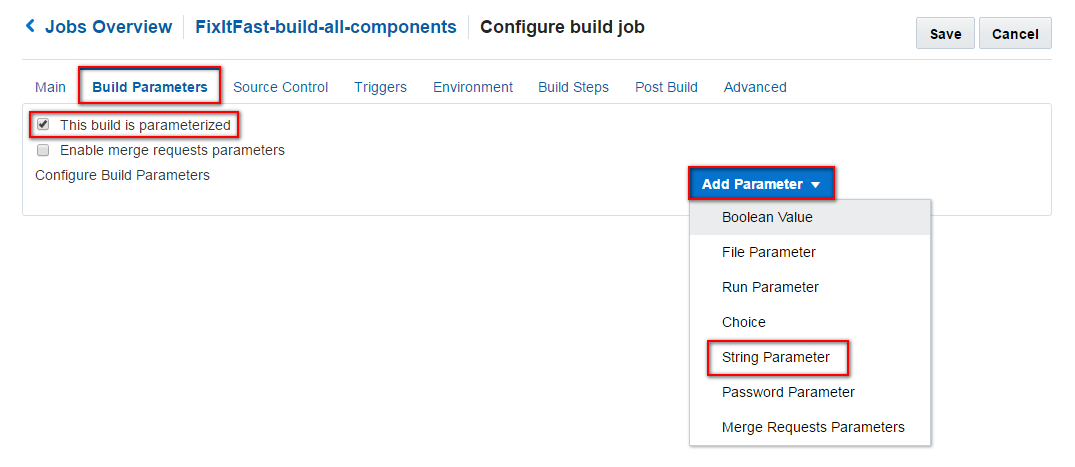 Jobs Overview FixItFast-build-all-components Configure build job Save Cancel
Main Build Parameters Source Control Triggers Environment Build Steps Post Build Advanced
This build is parameterized
Enable merge requests parameters
Configure Build Parameters
Add Parameter
Boolean Value
File Parameter
Run Parameter
Choice
String Parameter
Password Parameter
Merge Requests Parameters